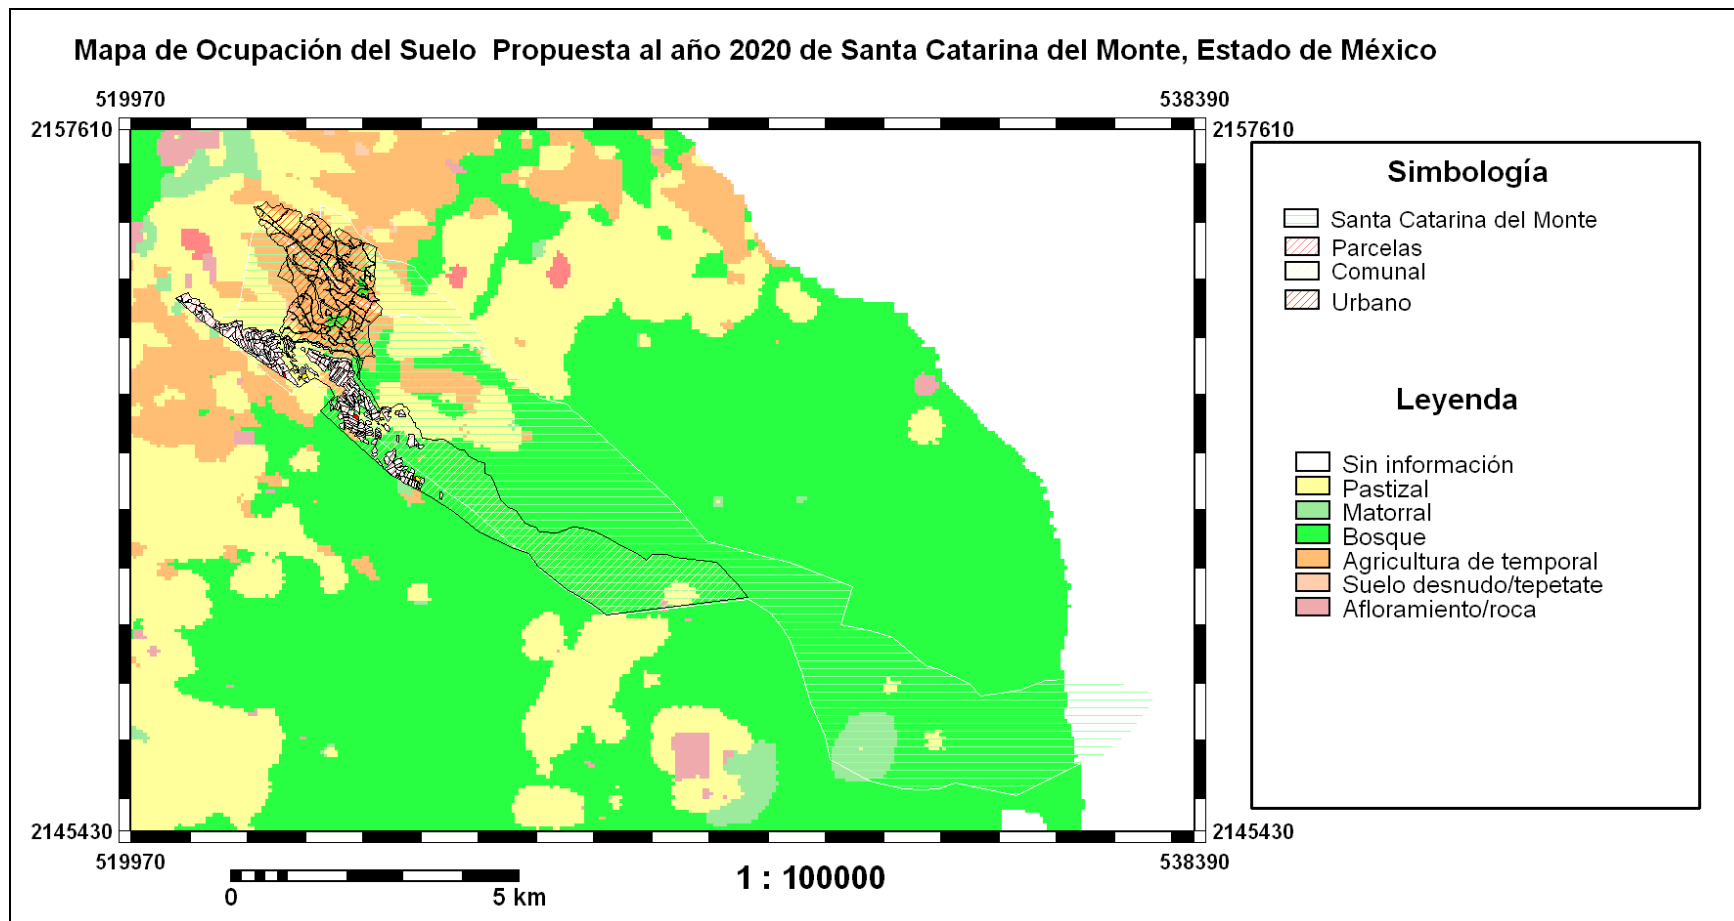 Mapa de Ocupación del Suelo  Propuesta al año 2020 de Santa Catarina del Monte, Estado de México
519970
538390
2157610
2157610
Simbología
Santa Catarina del Monte
Parcelas
Comunal
Urbano
Leyenda
Sin información
Pastizal
Matorral
Bosque
Agricultura de temporal
Suelo desnudo/tepetate
Afloramiento/roca
2145430
2145430
519970
538390
0
5 km
1 : 100000